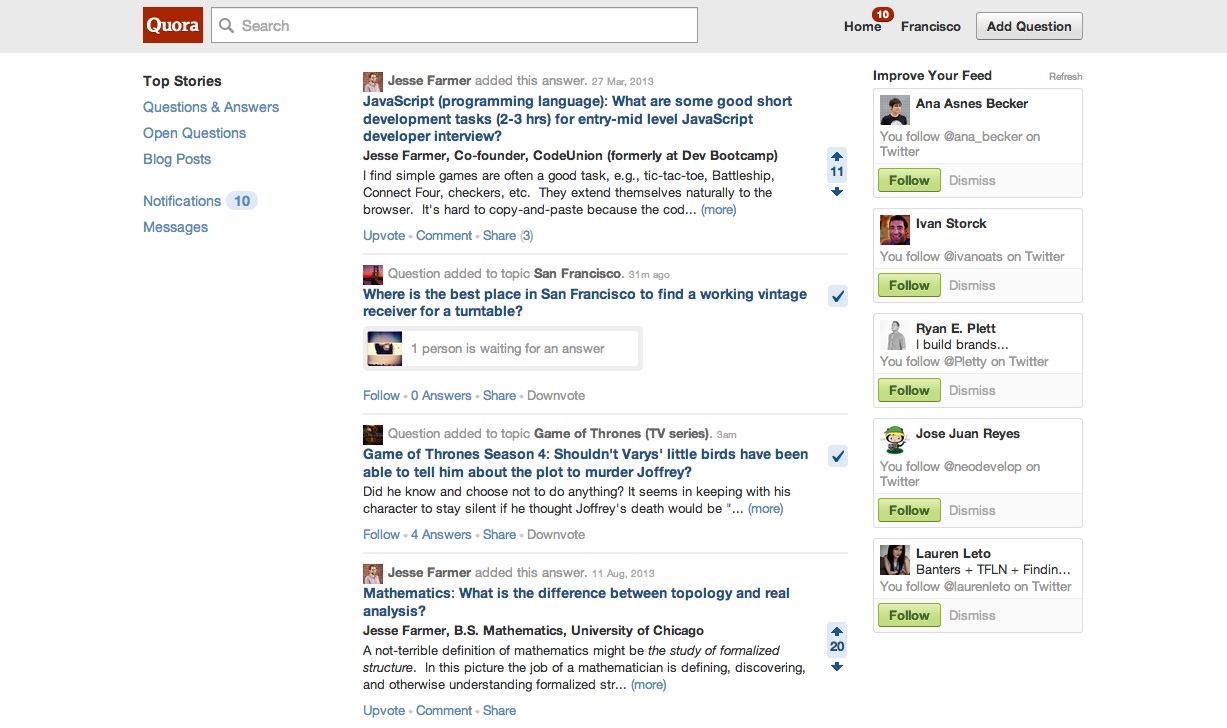 Quora
Search
Home
10
Francisco
Add Question
Top Stories
Questions & Answers
Open Questions
Blog Posts
Notifications 10
Messages
Jesse Farmer added this answer. 27 Mar, 2013
JavaScript (programming language): What are some good short
development tasks (2-3 hrs) for entry-mid level JavaScript
developer interview?
Jesse Farmer, Co-founder, CodeUnion (formerly at Dev Bootcamp)
I find simple games are often a good task, e.g., tic-tac-toe, Battleship,
Connect Four, checkers, etc. They extend themselves naturally to the
browser. It's hard to copy-and-paste because the cod... (more)
11
Upvote • Comment • Share (3)
Question added to topic San Francisco. 31m ago
Where is the best place in San Francisco to find a working vintage
receiver for a turntable?
1 person is waiting for an answer
Follow • 0 Answers • Share • Downvote
Question added to topic Game of Thrones (TV series). 3am
Game of Thrones Season 4: Shouldn't Varys' little birds have been
able to tell him about the plot to murder Joffrey?
Did he know and choose not to do anything? It seems in keeping with his
character to stay silent if he thought Joffrey's death would be "... (more)
Follow • 4 Answers • Share • Downvote
Jesse Farmer added this answer. 11 Aug, 2013
Mathematics: What is the difference between topology and real
analysis?
Jesse Farmer, B.S. Mathematics, University of Chicago
A not-terrible definition of mathematics might be the study of formalized
structure. In this picture the job of a mathematician is defining, discovering,
and otherwise understanding formalized str... (more)
20
Upvote • Comment • Share
Improve Your Feed
Refresh
Ana Asnes Becker
You follow @ana_becker on
Twitter
Follow Dismiss
Ivan Storck
You follow @ivanoats on Twitter
Follow Dismiss
Ryan E. Plett
I build brands...
You follow @Pletty on Twitter
Follow Dismiss
Jose Juan Reyes
You follow @neodevelop on
Twitter
Follow Dismiss
Lauren Leto
Banters + TFLN + Findin...
You follow @laurenleto on Twitter
Follow Dismiss